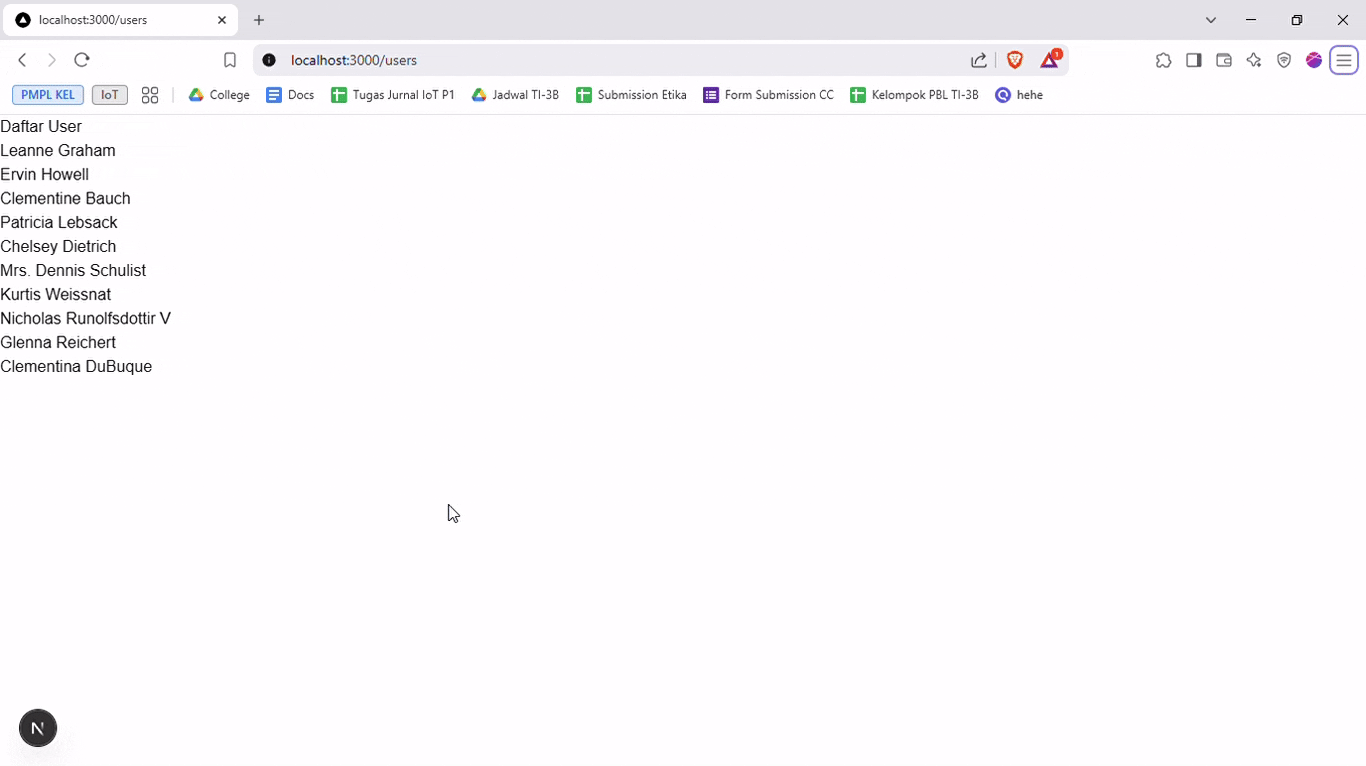 localhost:3000/users
localhost:3000/users
1
PMPL KEL IoT College Docs Tugas Jurnal IoT P1 Jadwal TI-3B Submission Etika Form Submission CC Kelompok PBL TI-3B hehe
Daftar User
Leanne Graham
Ervin Howell
Clementine Bauch
Patricia Lebsack
Chelsey Dietrich
Mrs. Dennis Schulist
Kurtis Weissnat
Nicholas Runolfsdottir V
Glenna Reichert
Clementina DuBuque
N